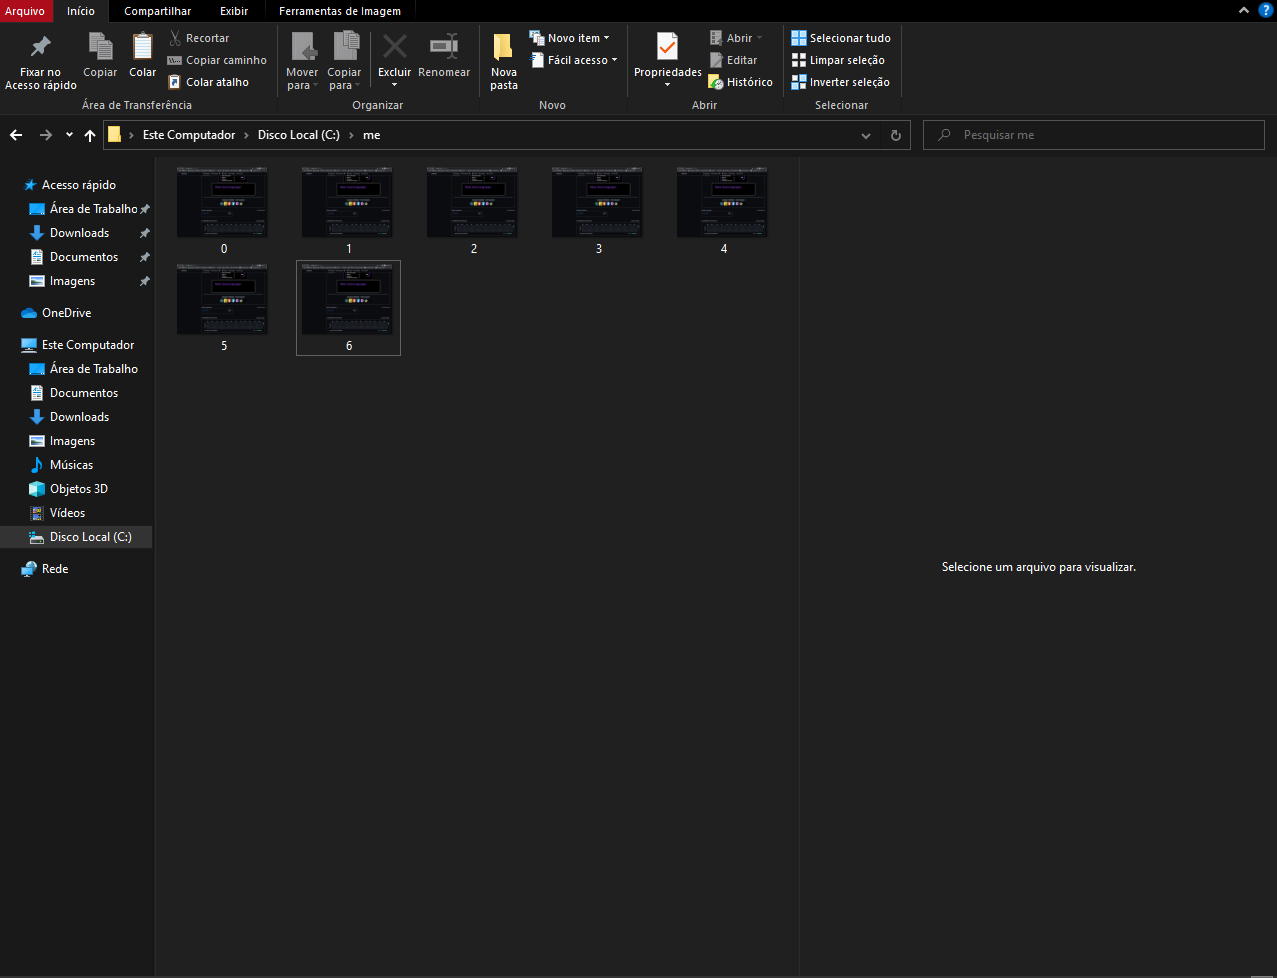 Arquivo Início Compartilhar Exibir Ferramentas de Imagem
Fixar no
Acesso rápido
Copiar
Colar
Recortar
Copiar caminho
Colar atalho
Área de Transferência
Mover
para
Copiar
para
Excluir
Renomear
Organizar
Nova
pasta
Novo item
Fácil acesso
Novo
Propriedades
Abrir
Editar
Histórico
Abrir
Selecionar tudo
Limpar seleção
Inverter seleção
Selecionar
Este Computador > Disco Local (C:) > me
Pesquisar me
Acesso rápido
Área de Trabalho
Downloads
Documentos
Imagens
OneDrive
Este Computador
Área de Trabalho
Documentos
Downloads
Imagens
Músicas
Objetos 3D
Vídeos
Disco Local (C:)
Rede
0 1 2 3 4
5 6
Selecione um arquivo para visualizar.